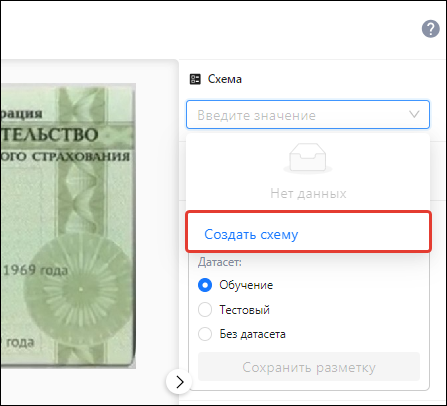 рация
ТЕЛЬСТВО
ОГО СТРАХОВАНИЯ
1969 года
года
Схема
Введите значение
Нет данных
Создать схему
Датасет:
Обучение
Тестовый
Без датасета
Сохранить разметку